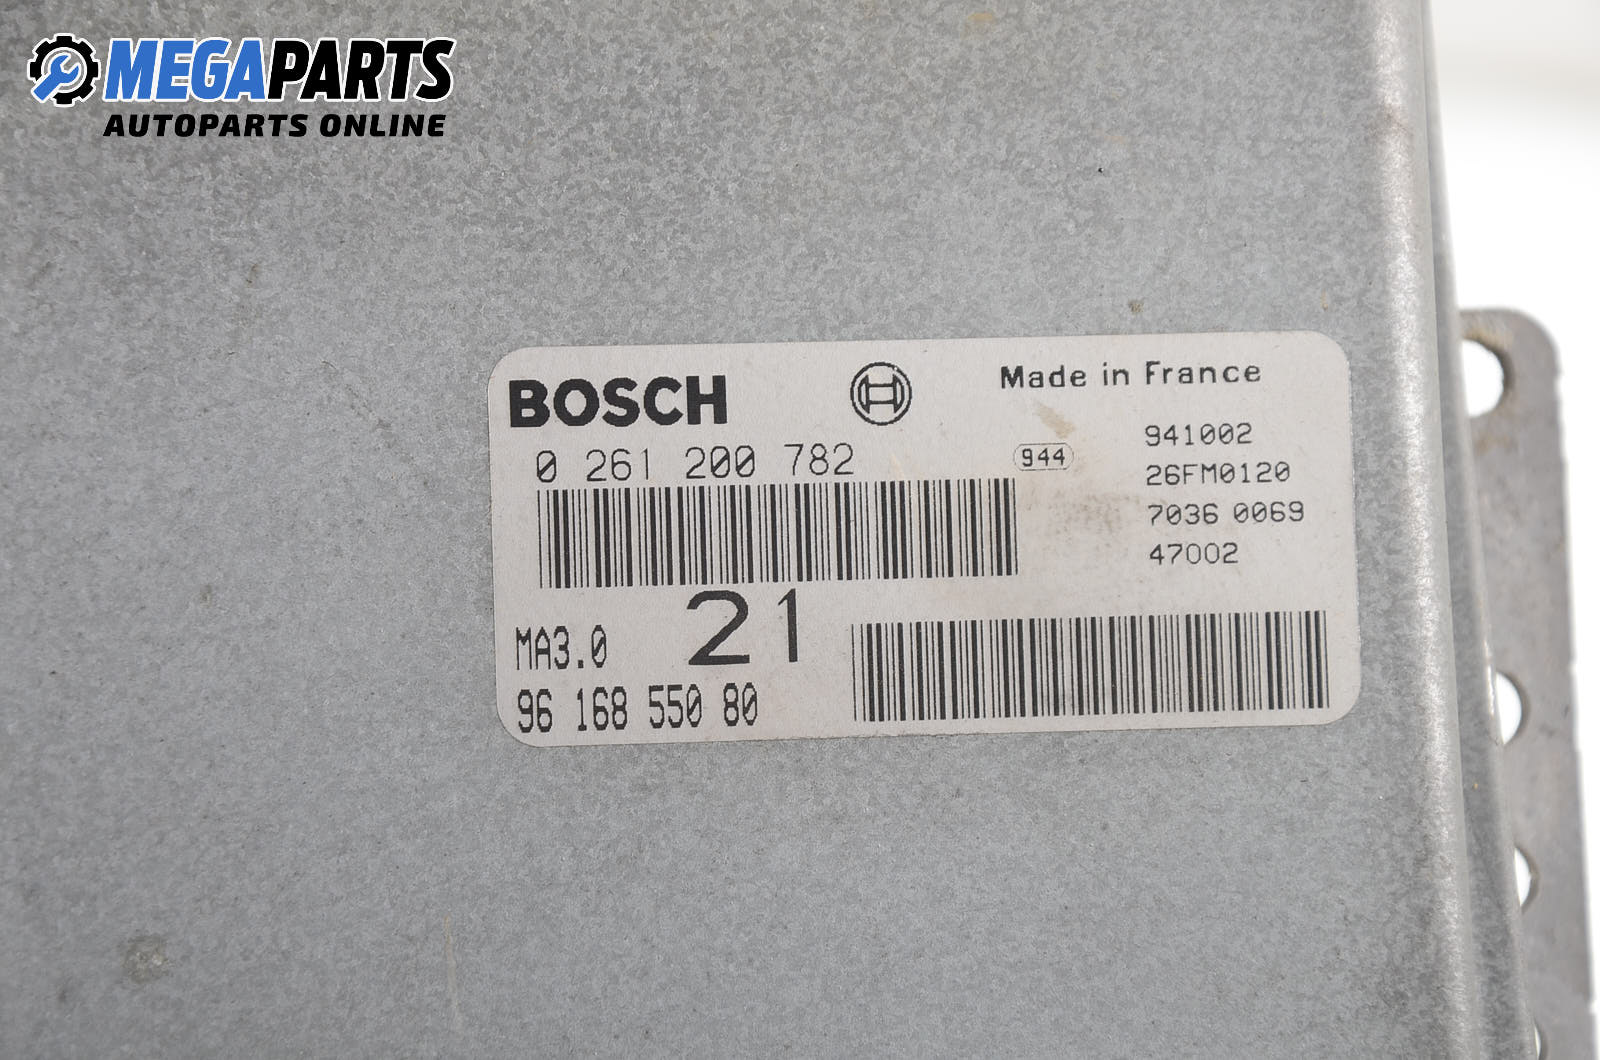 MEGAPARTS
AUTOPARTS ONLINE
BOSCH
Made in France
0 261 200 782
944
941002
26FM0120
7036 0069
47002
21
MA3.0
96 168 550 80